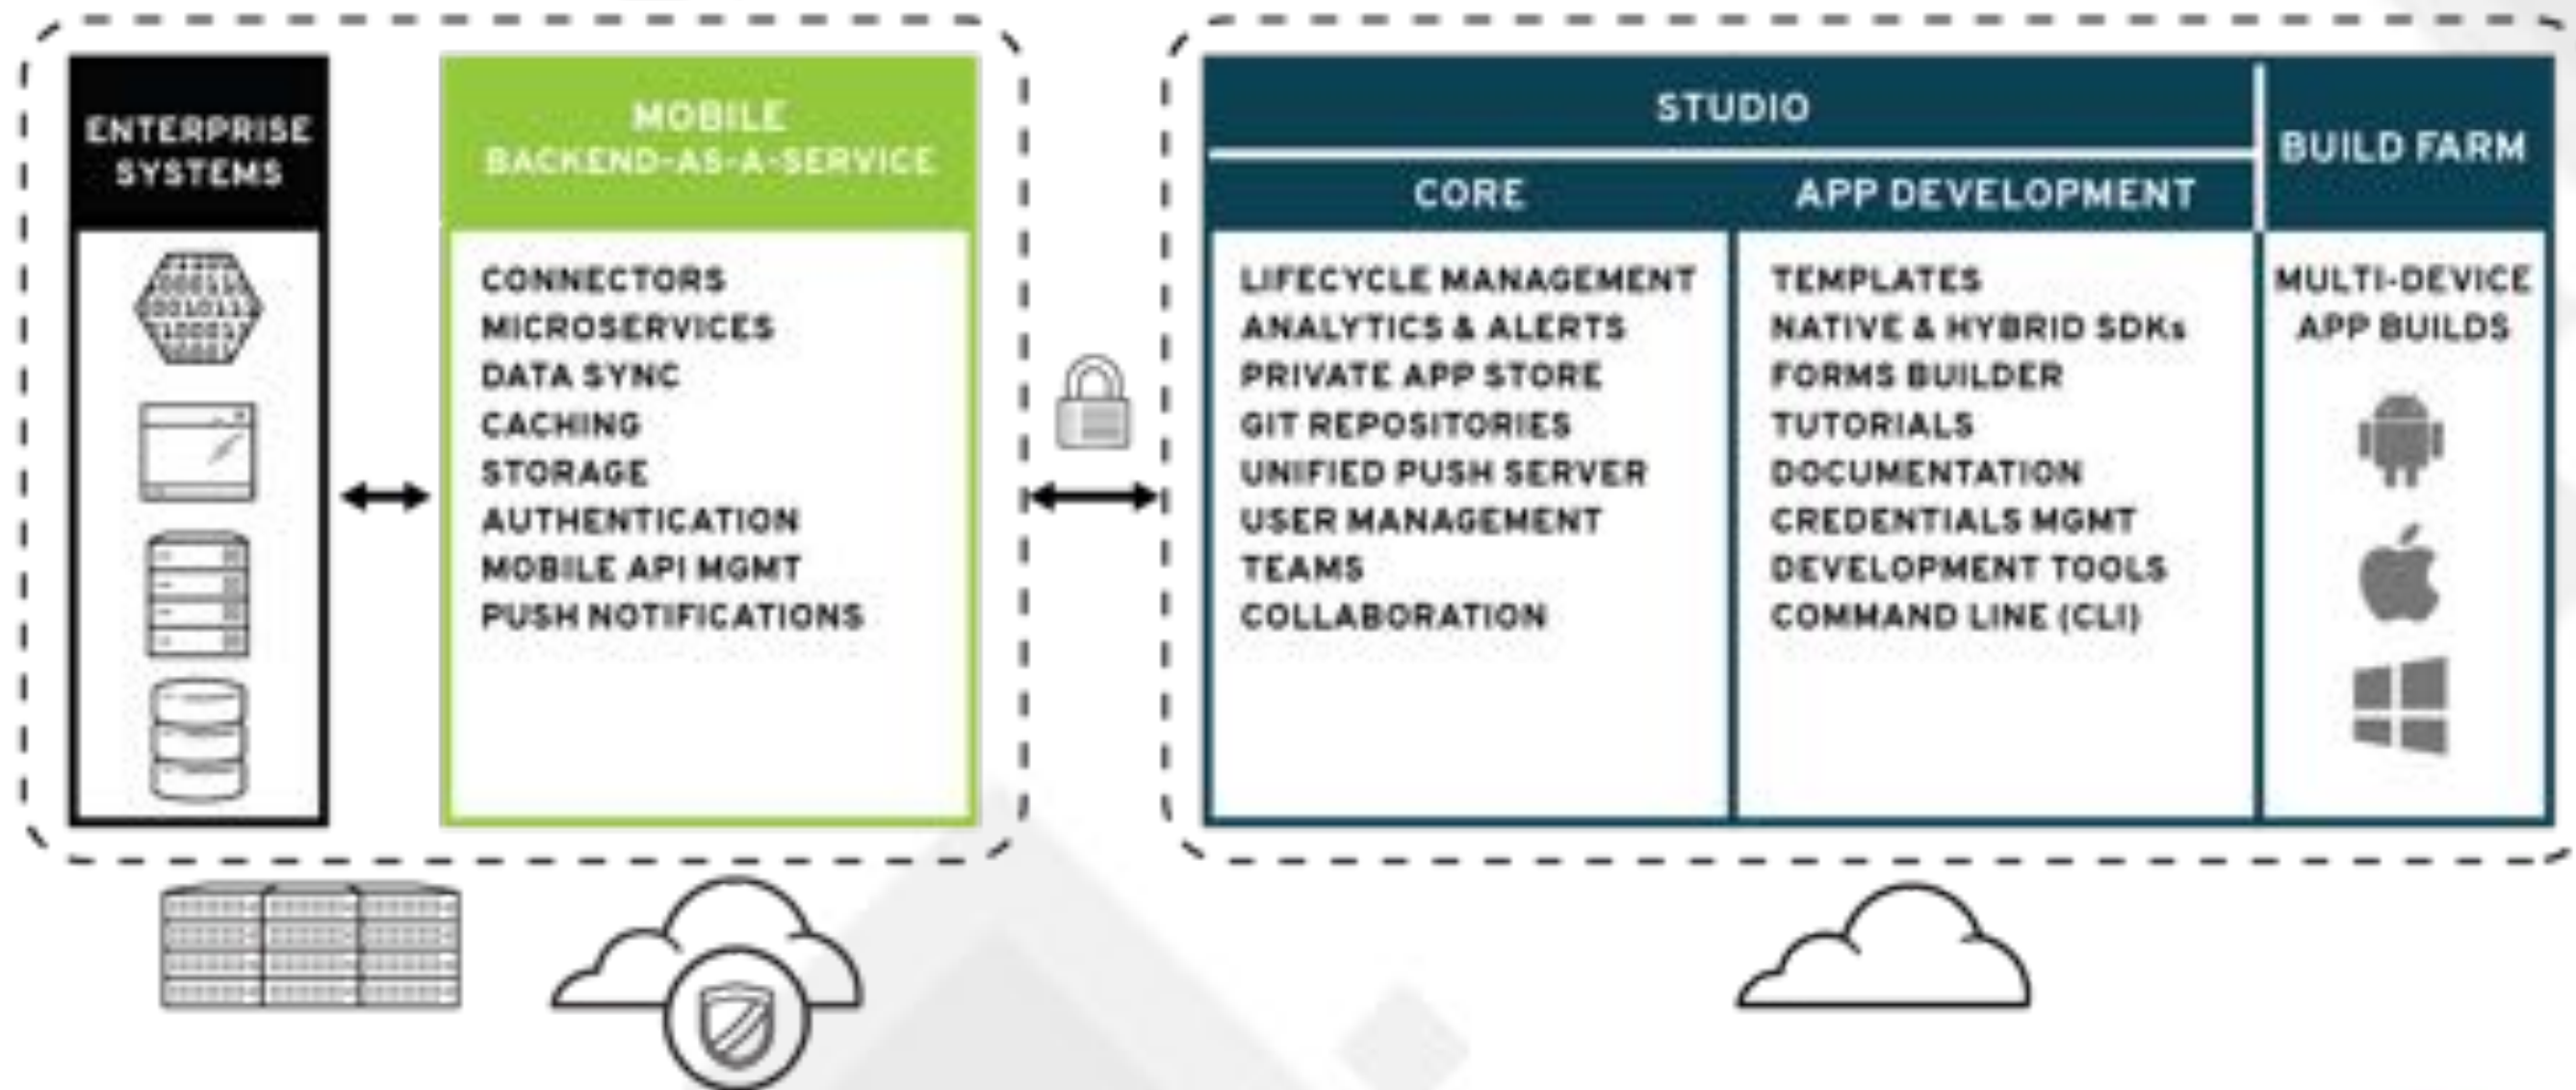 ENTERPRISE
SYSTEMS
MOBILE
BACKEND-AS-A-SERVICE
CONNECTORS
MICROSERVICES
DATA SYNC
CACHING
STORAGE
AUTHENTICATION
MOBILE API MGMT
PUSH NOTIFICATIONS
STUDIO
CORE
LIFECYCLE MANAGEMENT
ANALYTICS & ALERTS
PRIVATE APP STORE
GIT REPOSITORIES
UNIFIED PUSH SERVER
USER MANAGEMENT
TEAMS
COLLABORATION
APP DEVELOPMENT
TEMPLATES
NATIVE & HYBRID SDKs
FORMS BUILDER
TUTORIALS
DOCUMENTATION
CREDENTIALS MGMT
DEVELOPMENT TOOLS
COMMAND LINE (CLI)
BUILD FARM
MULTI-DEVICE
APP BUILDS